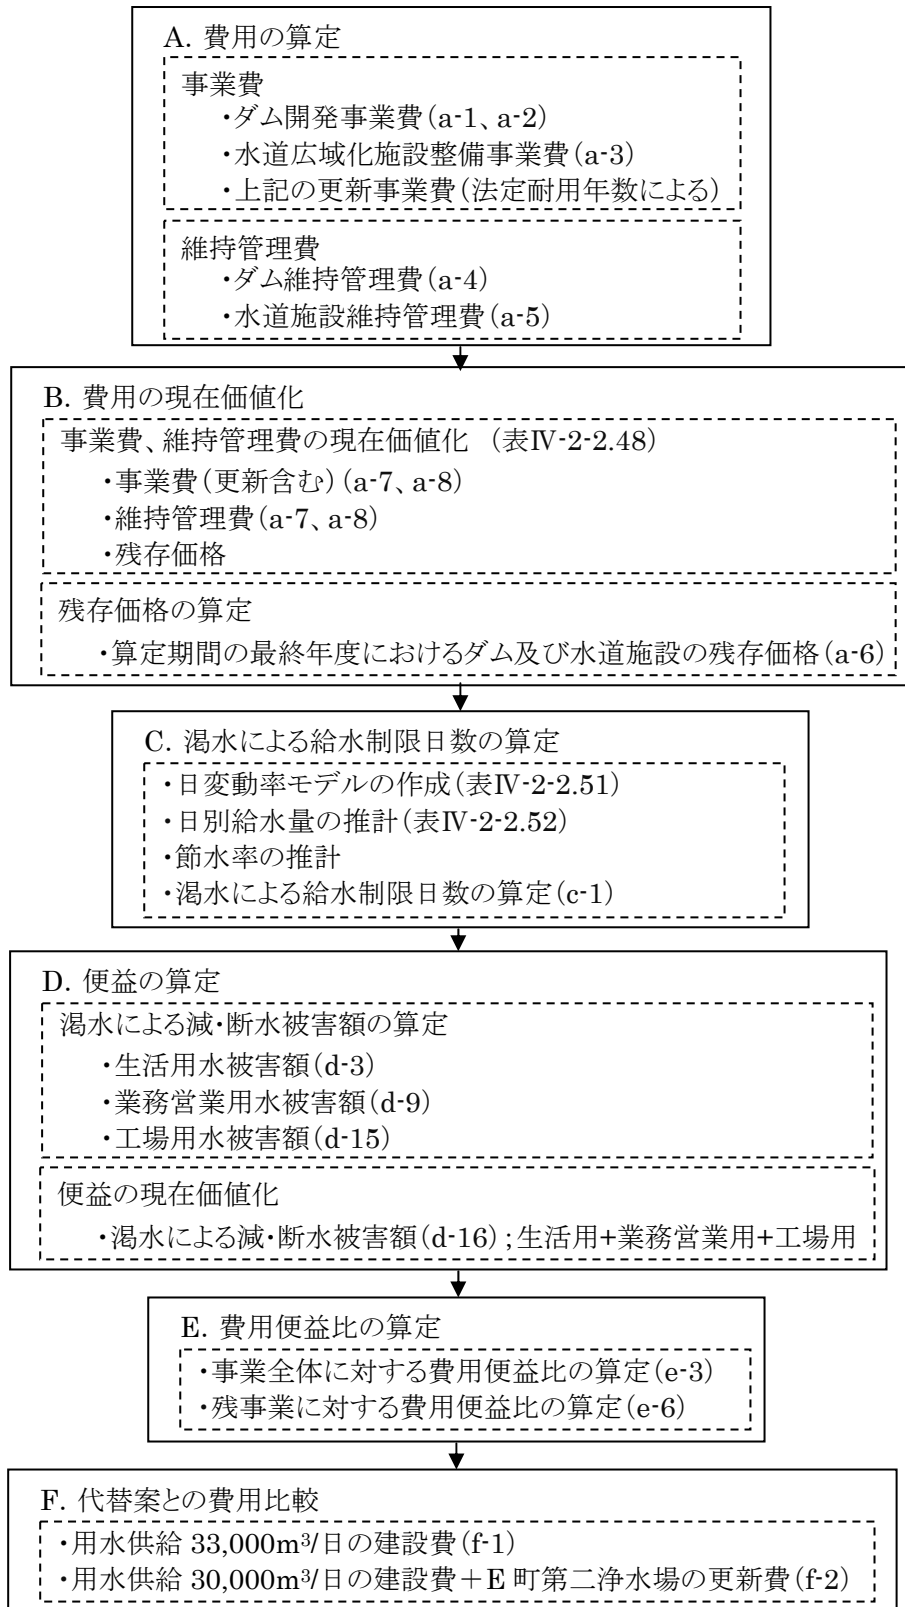 A. 費用の算定
事業費
・ダム開発事業費(a-1、a-2)
・水道広域化施設整備事業費(a-3)
・上記の更新事業費(法定耐用年数による)
維持管理費
・ダム維持管理費(a-4)
・水道施設維持管理費(a-5)
B. 費用の現在価値化
事業費、維持管理費の現在価値化 (表Ⅳ-2-2.48)
・事業費(更新含む)(a-7、a-8)
・維持管理費(a-7、a-8)
・残存価格
残存価格の算定
・算定期間の最終年度におけるダム及び水道施設の残存価格(a-6)
C. 渇水による給水制限日数の算定
・日変動率モデルの作成(表Ⅳ-2-2.51)
・日別給水量の推計(表Ⅳ-2-2.52)
・節水率の推計
・渇水による給水制限日数の算定(c-1)
D. 便益の算定
渇水による減・断水被害額の算定
・生活用水被害額(d-3)
・業務営業用水被害額(d-9)
・工場用水被害額(d-15)
便益の現在価値化
・渇水による減・断水被害額(d-16);生活用+業務営業用+工場用
E. 費用便益比の算定
・事業全体に対する費用便益比の算定(e-3)
・残事業に対する費用便益比の算定(e-6)
F. 代替案との費用比較
・用水供給 33,000m³/日の建設費(f-1)
・用水供給 30,000m³/日の建設費+E 町第二浄水場の更新費(f-2)